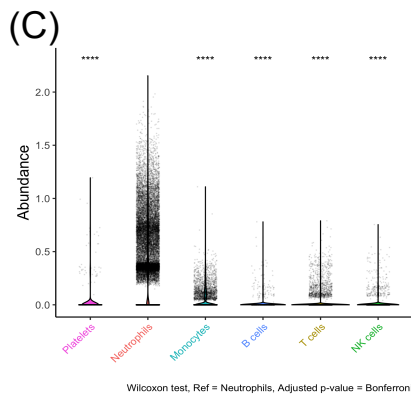 (C)
**** **** **** **** ****
Abundance
2.0
1.5
1.0
0.5
0.0
Platelets
Neutrophils
Monocytes
B cells
T cells
NK cells
Wilcoxon test, Ref = Neutrophils, Adjusted p-value = Bonferron